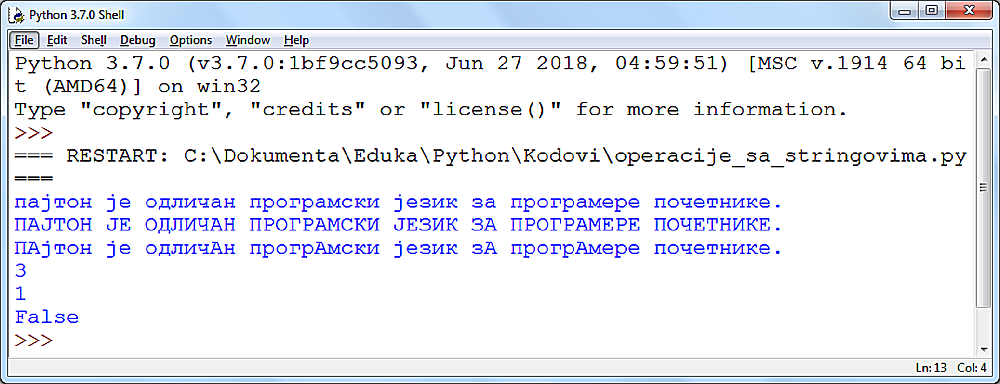 Python 3.7.0 Shell
File Edit Shell Debug Options Window Help
Python 3.7.0 (v3.7.0:1bf9cc5093, Jun 27 2018, 04:59:51) [MSC v.1914 64 bi
t (AMD64)] on win32
Type "copyright", "credits" or "license()" for more information.
>>>
=== RESTART: C:\Dokumenta\Eduka\Python\Kodovi\operacije_sa_stringovima.py
===
пајтон је одличан програмски језик за програмере почетнике.
ПАЈТОН ЈЕ ОДЛИЧАН ПРОГРАМСКИ ЈЕЗИК ЗА ПРОГРАМЕРЕ ПОЧЕТНИКЕ.
ПАјтон је одличАн прогрАмски језик зА прогрАмере почетнике.
3
1
False
>>>
Ln: 13 Col: 4